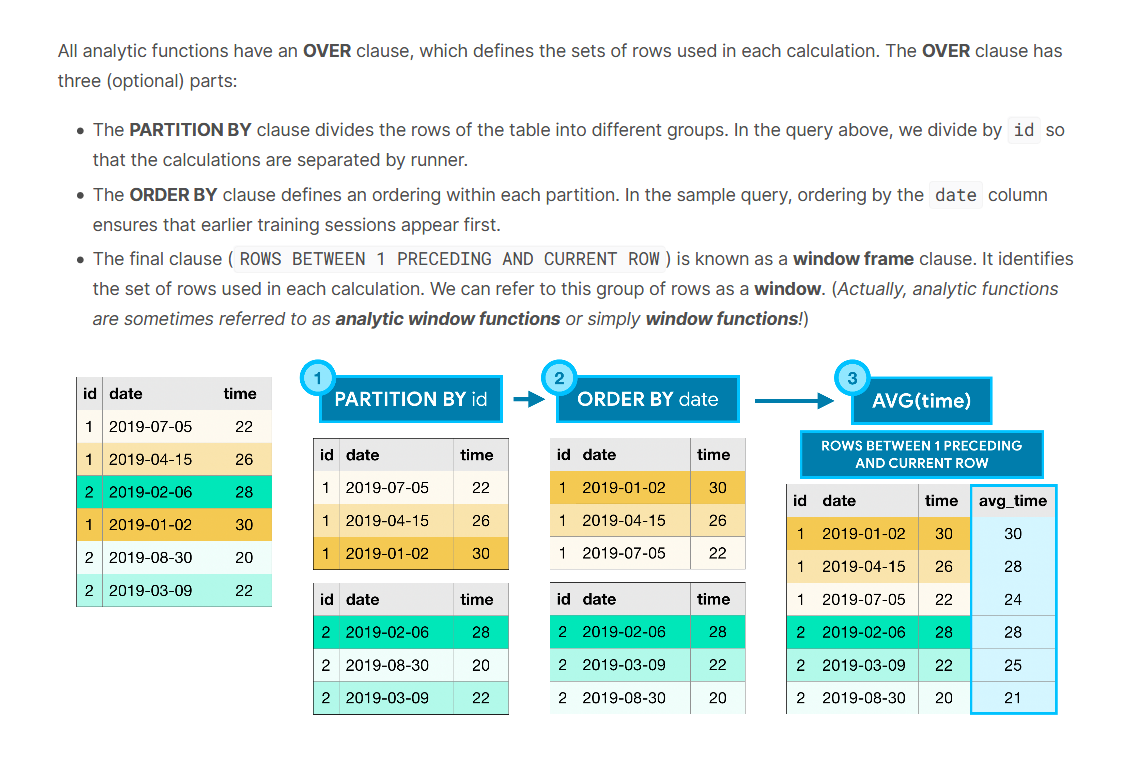 All analytic functions have an OVER clause, which defines the sets of rows used in each calculation. The OVER clause has
three (optional) parts:
• The PARTITION BY clause divides the rows of the table into different groups. In the query above, we divide by id so
that the calculations are separated by runner.
• The ORDER BY clause defines an ordering within each partition. In the sample query, ordering by the date column
ensures that earlier training sessions appear first.
• The final clause ( ROWS BETWEEN 1 PRECEDING AND CURRENT ROW ) is known as a window frame clause. It identifies
the set of rows used in each calculation. We can refer to this group of rows as a window. (Actually, analytic functions
are sometimes referred to as analytic window functions or simply window functions!)
id date time
1 2019-07-05 22
1 2019-04-15 26
2 2019-02-06 28
1 2019-01-02 30
2 2019-08-30 20
2 2019-03-09 22
1
PARTITION BY id
id date time
1 2019-07-05 22
1 2019-04-15 26
1 2019-01-02 30
id date time
2 2019-02-06 28
2 2019-08-30 20
2 2019-03-09 22
2
ORDER BY date
id date time
1 2019-01-02 30
1 2019-04-15 26
1 2019-07-05 22
id date time
2 2019-02-06 28
2 2019-03-09 22
2 2019-08-30 20
3
AVG(time)
ROWS BETWEEN 1 PRECEDING
AND CURRENT ROW
id date time avg_time
1 2019-01-02 30 30
1 2019-04-15 26 28
1 2019-07-05 22 24
2 2019-02-06 28 28
2 2019-03-09 22 25
2 2019-08-30 20 21